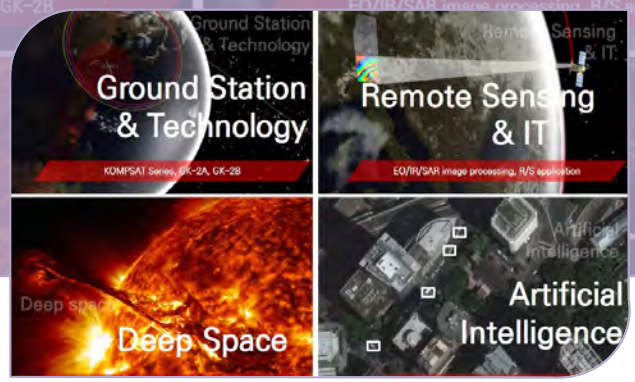 GK-2B
EO/IR/SAR image processing, R/S a
Ground Station
& Technology
Ground Station
& Technology
KOMPSAT Series, GK-2A, GK-2B
Remote Sensing
& IT
Remote Sensing
& IT
EO/IR/SAR image processing, R/S application
Deep space
Deep Space
Artificial
Intelligence
Artificial
Intelligence